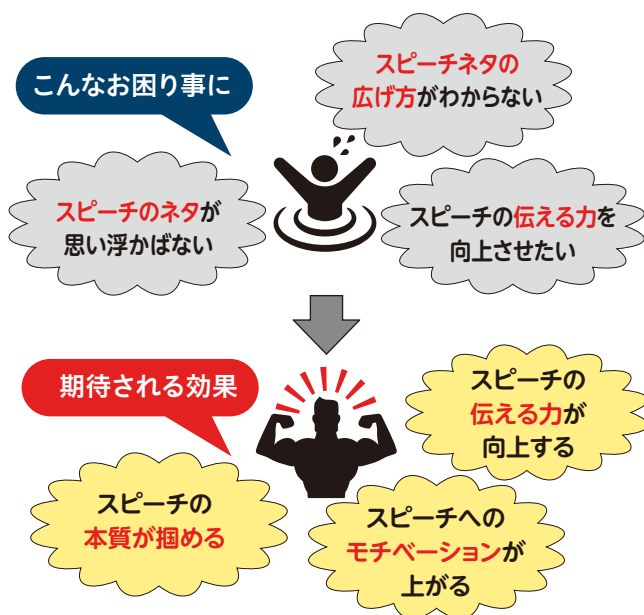 こんなお困り事に
スピーチネタの
広げ方がわからない
スピーチのネタが
思い浮かばない
スピーチの伝える力を
向上させたい
期待される効果
スピーチの
伝える力が
向上する
スピーチの
本質が掴める
スピーチへの
モチベーションが
上がる